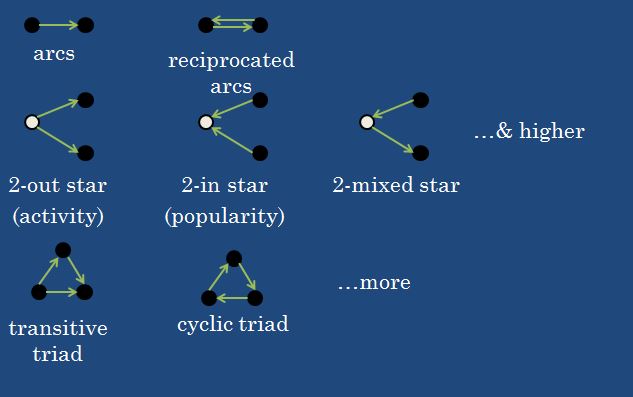 arcs
reciprocated
arcs
…& higher
2-out star
(activity)
2-in star
(popularity)
2-mixed star
…more
transitive
triad
cyclic triad